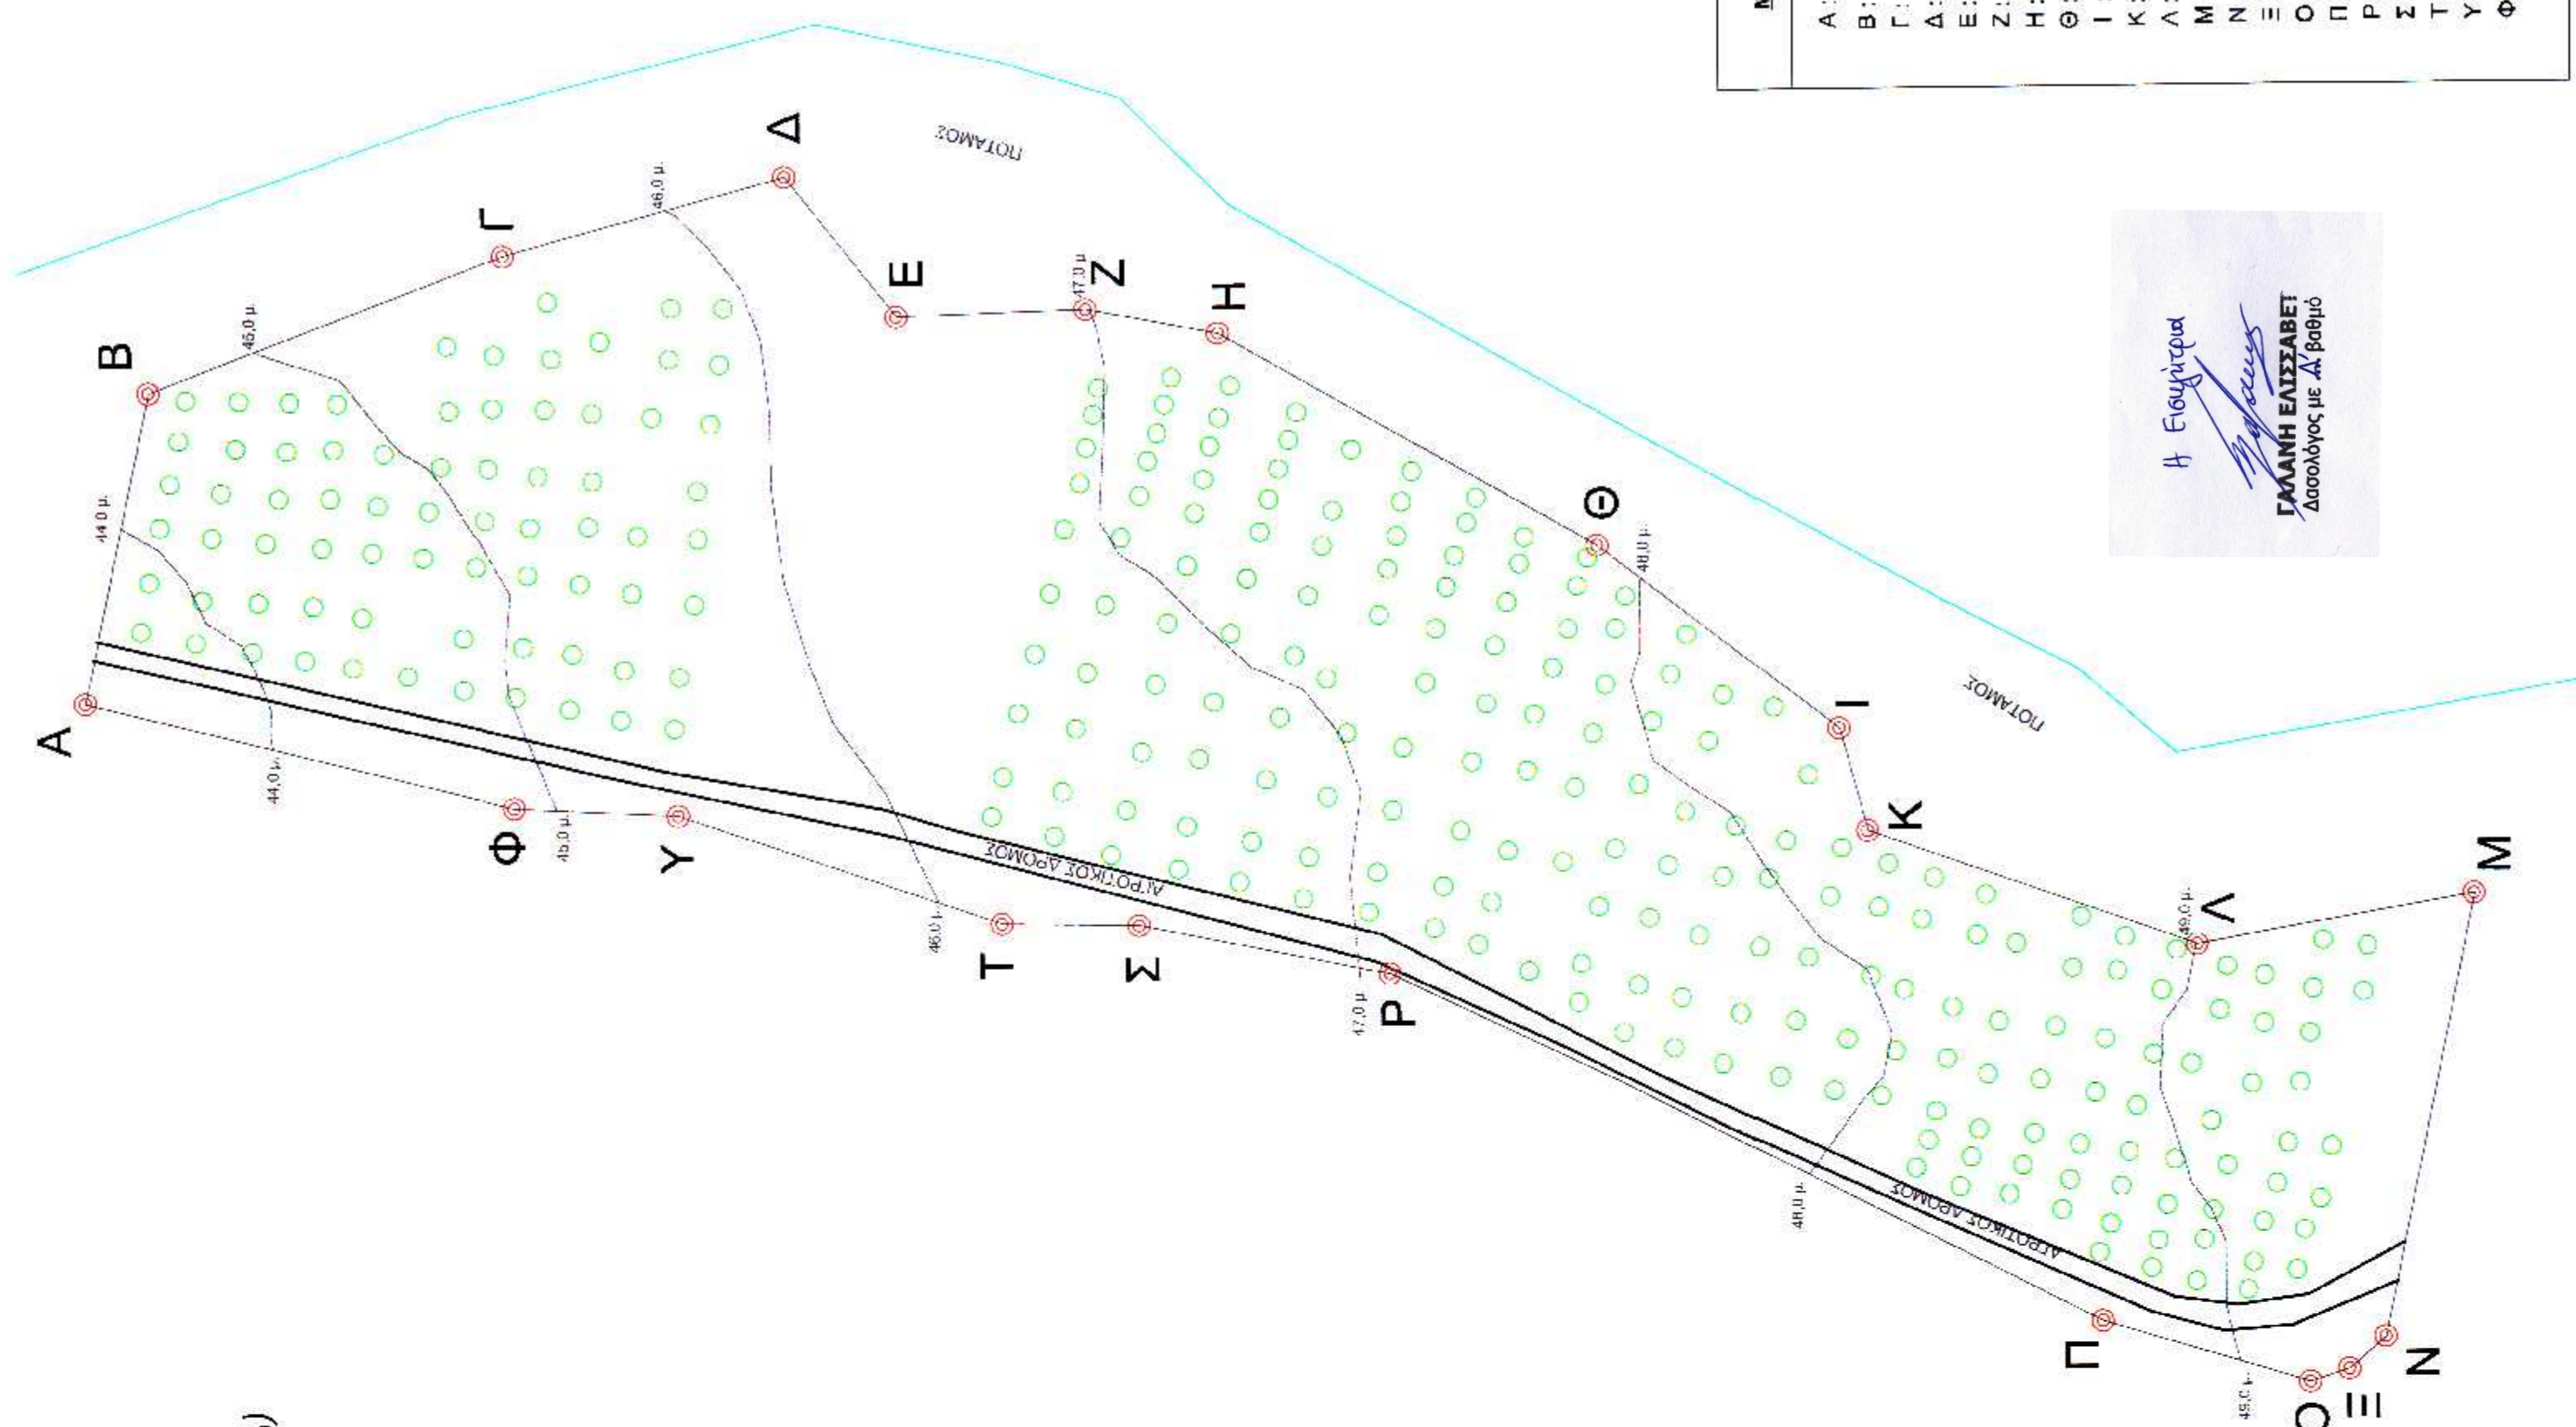 Α
Β
Γ
Δ
Ε
Ζ
Η
Θ
Ι
Κ
Λ
Μ
Ν
Ξ
Ο
Π
Ρ
Σ
Τ
Υ
Φ
44,0 μ.
44,0 μ.
45,0 μ.
45,0 μ.
46,0 μ.
46,0 μ.
47,0 μ
47,0 μ
48,0 μ.
48,0 μ.
49,0 μ.
49,0 μ.
ΠΟΤΑΜΟΣ
ΠΟΤΑΜΟΣ
ΑΓΡΟΤΙΚΟΣ ΔΡΟΜΟΣ
ΑΓΡΟΤΙΚΟΣ ΔΡΟΜΟΣ
Η Εισηγήτρια
ΓΑΛΑΝΗ ΕΛΙΣΣΑΒΕΤ
Δασολόγος με Δ΄ βαθμό
Α:
Β:
Γ:
Δ:
Ε:
Ζ:
Η:
Θ:
Ι:
Κ:
Λ:
Μ
Ν
Ξ
Ο
Π
Ρ
Σ
Τ
Υ
Φ